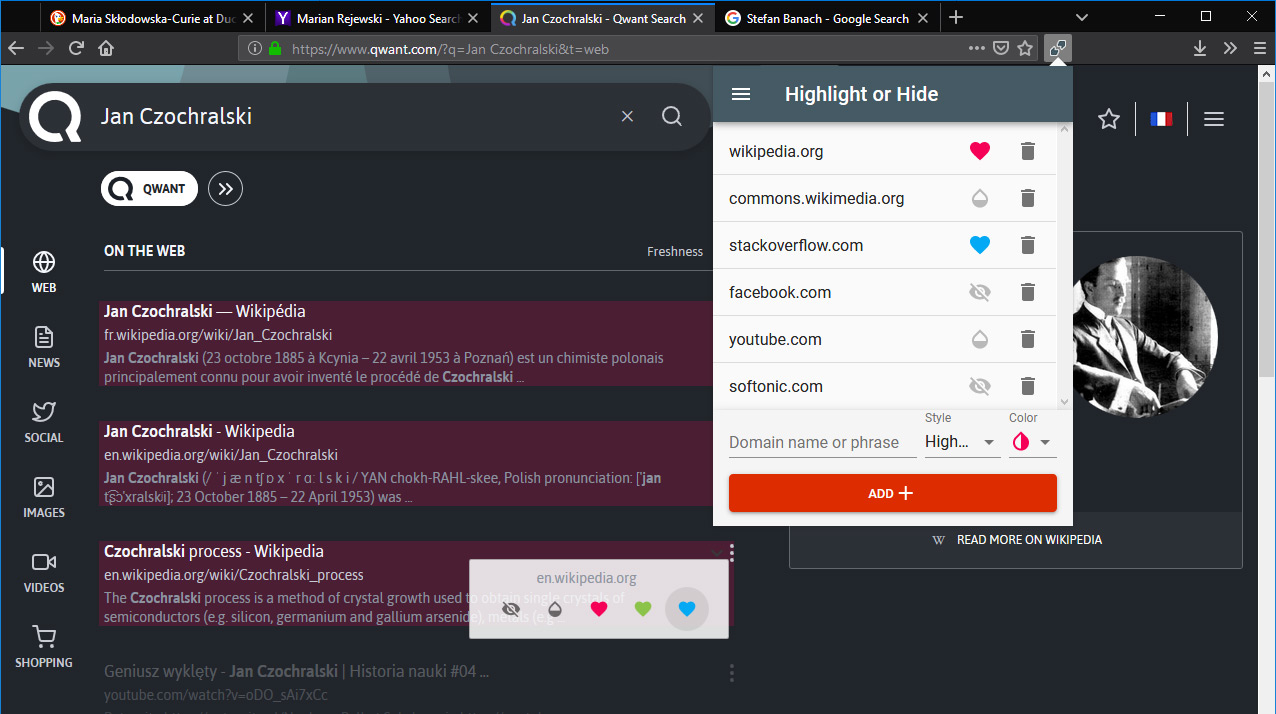 Maria Skłodowska-Curie at Duc
Marian Rejewski - Yahoo Search
Jan Czochralski - Qwant Search
Stefan Banach - Google Search
https://www.qwant.com/?q=Jan Czochralski&t=web
Jan Czochralski
QWANT
ON THE WEB
Freshness
WEB
NEWS
SOCIAL
IMAGES
VIDEOS
SHOPPING
Jan Czochralski — Wikipédia
fr.wikipedia.org/wiki/Jan_Czochralski
Jan Czochralski (23 octobre 1885 à Kcynia – 22 avril 1953 à Poznań) est un chimiste polonais
principalement connu pour avoir inventé le procédé de Czochralski ...
Jan Czochralski - Wikipedia
en.wikipedia.org/wiki/Jan_Czochralski
Jan Czochralski (/ ˈ j æ n tʃ ɒ x ˈ r ɑː l s k i / YAN chokh-RAHL-skee, Polish pronunciation: [ˈjan
22 April 1953) was ...
Czochralski process - Wikipedia
en.wikipedia.org/wiki/Czochralski_process
The Czochralski process is a method of crystal growth used to obtain single crystals of
semiconductors (e.g. silicon, germanium and gallium arsenide), metals (e.g.
en.wikipedia.org
Geniusz wyklęty - Jan Czochralski | Historia nauki #04 ...
youtube.com/watch?v=oDO_sAi7xCc
Highlight or Hide
wikipedia.org
commons.wikimedia.org
stackoverflow.com
facebook.com
youtube.com
softonic.com
Domain name or phrase
Style
High...
Color
ADD
W READ MORE ON WIKIPEDIA